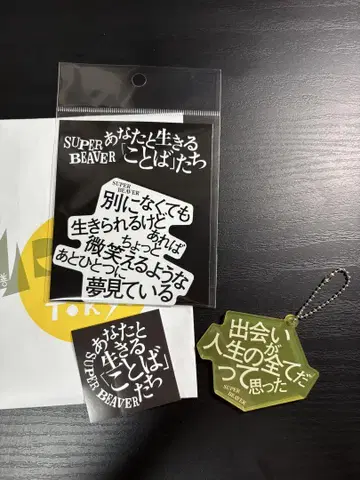 SUPER BEAVER
あなたと生きる
「ことば」たち
SUPER
BEAVER
別になくても
生きられるけど
あれば
ちょっと
微笑えるような
あとひとつに
夢見ている
あなたと
生きる
「ことば」
たち
SUPER BEAVER
出会い
が
人生の全てだ
って思った
SUPER
BEAVER
TOKY